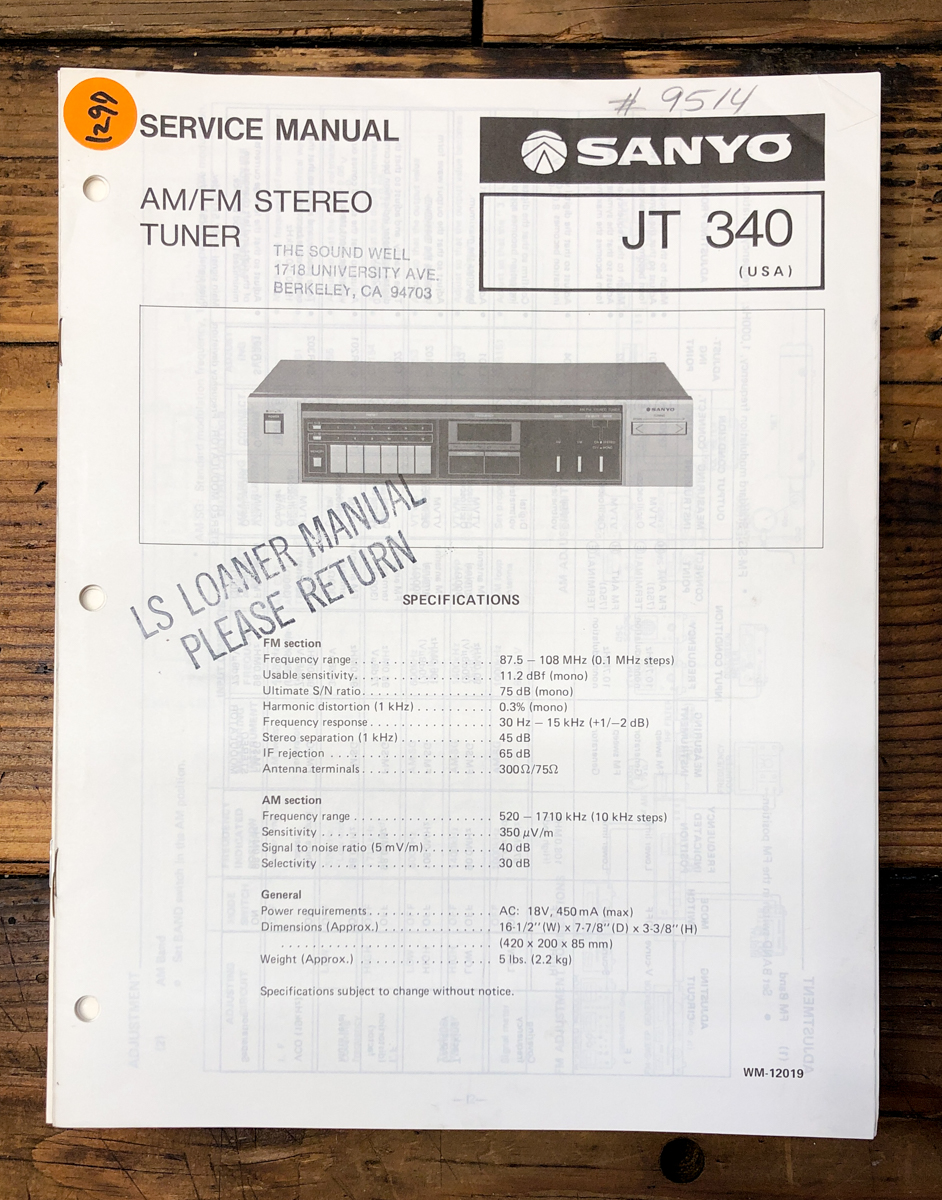 # 9514
1290
SERVICE MANUAL
SANYO
AM/FM STEREO
TUNER
JT 340
(USA)
THE SOUND WELL
1718 UNIVERSITY AVE.
BERKELEY, CA 94703
SANYO
LS LOANER MANUAL
PLEASE RETURN
SPECIFICATIONS
FM section
Frequency range . . . . . . . . . . . . . . . . . . 87.5 – 108 MHz (0.1 MHz steps)
Usable sensitivity. . . . . . . . . . . . . . . . . . 11.2 dBf (mono)
Ultimate S/N ratio. . . . . . . . . . . . . . . . . 75 dB (mono)
Harmonic distortion (1 kHz) . . . . . . . . . . 0.3% (mono)
Frequency response . . . . . . . . . . . . . . . . 30 Hz – 15 kHz (+1/–2 dB)
Stereo separation (1 kHz) . . . . . . . . . . . . 45 dB
IF rejection . . . . . . . . . . . . . . . . . . . . . 65 dB
Antenna terminals . . . . . . . . . . . . . . . . . 300Ω/75Ω
AM section
Frequency range . . . . . . . . . . . . . . . . . . 520 – 1710 kHz (10 kHz steps)
Sensitivity . . . . . . . . . . . . . . . . . . . . . . 350 μV/m
Signal to noise ratio (5 mV/m). . . . . . . . . 40 dB
Selectivity . . . . . . . . . . . . . . . . . . . . . . 30 dB
General
Power requirements . . . . . . . . . . . . . . . . AC: 18V, 450 mA (max)
Dimensions (Approx.) . . . . . . . . . . . . . . 16-1/2"(W) x 7-7/8"(D) x 3-3/8"(H)
. . . . . . . . . . . . . . . . . . . . . . . . . . . (420 x 200 x 85 mm)
Weight (Approx.) . . . . . . . . . . . . . . . . . 5 lbs. (2.2 kg)
Specifications subject to change without notice.
WM-12019